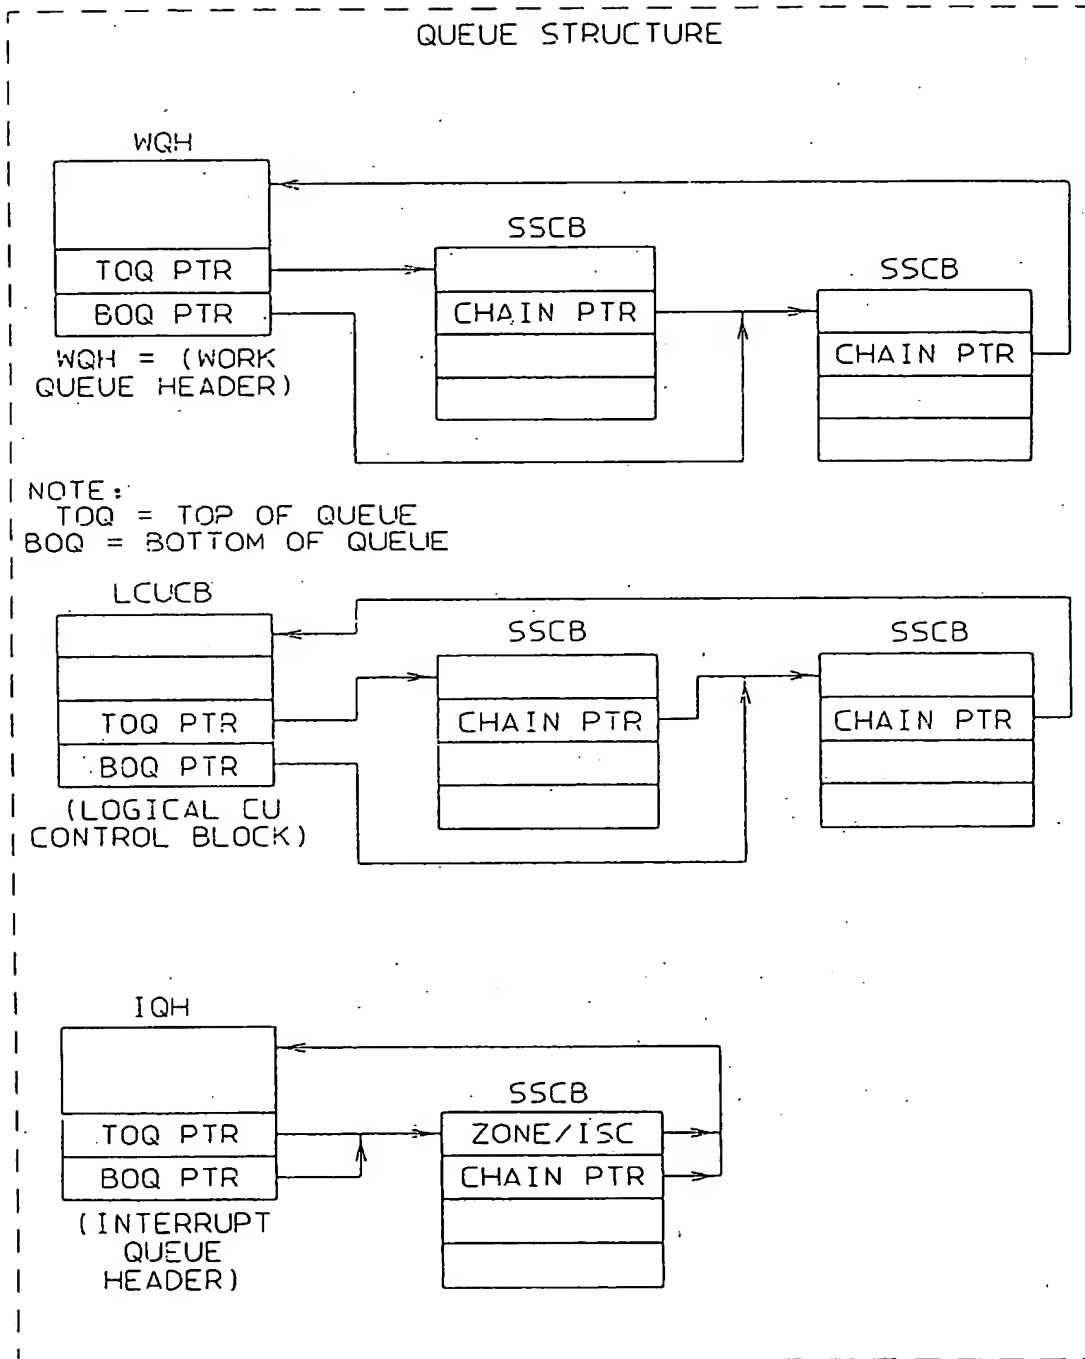 QUEUE STRUCTURE
WQH
TOQ PTR
BOQ PTR
WQH = (WORK
QUEUE HEADER)
SSCB
CHAIN PTR
SSCB
CHAIN PTR
NOTE:
TOQ = TOP OF QUEUE
BOQ = BOTTOM OF QUEUE
LCUCB
TOQ PTR
BOQ PTR
(LOGICAL CU
CONTROL BLOCK)
SSCB
CHAIN PTR
SSCB
CHAIN PTR
IQH
TOQ PTR
BOQ PTR
(INTERRUPT
QUEUE
HEADER)
SSCB
ZONE/ISC
CHAIN PTR